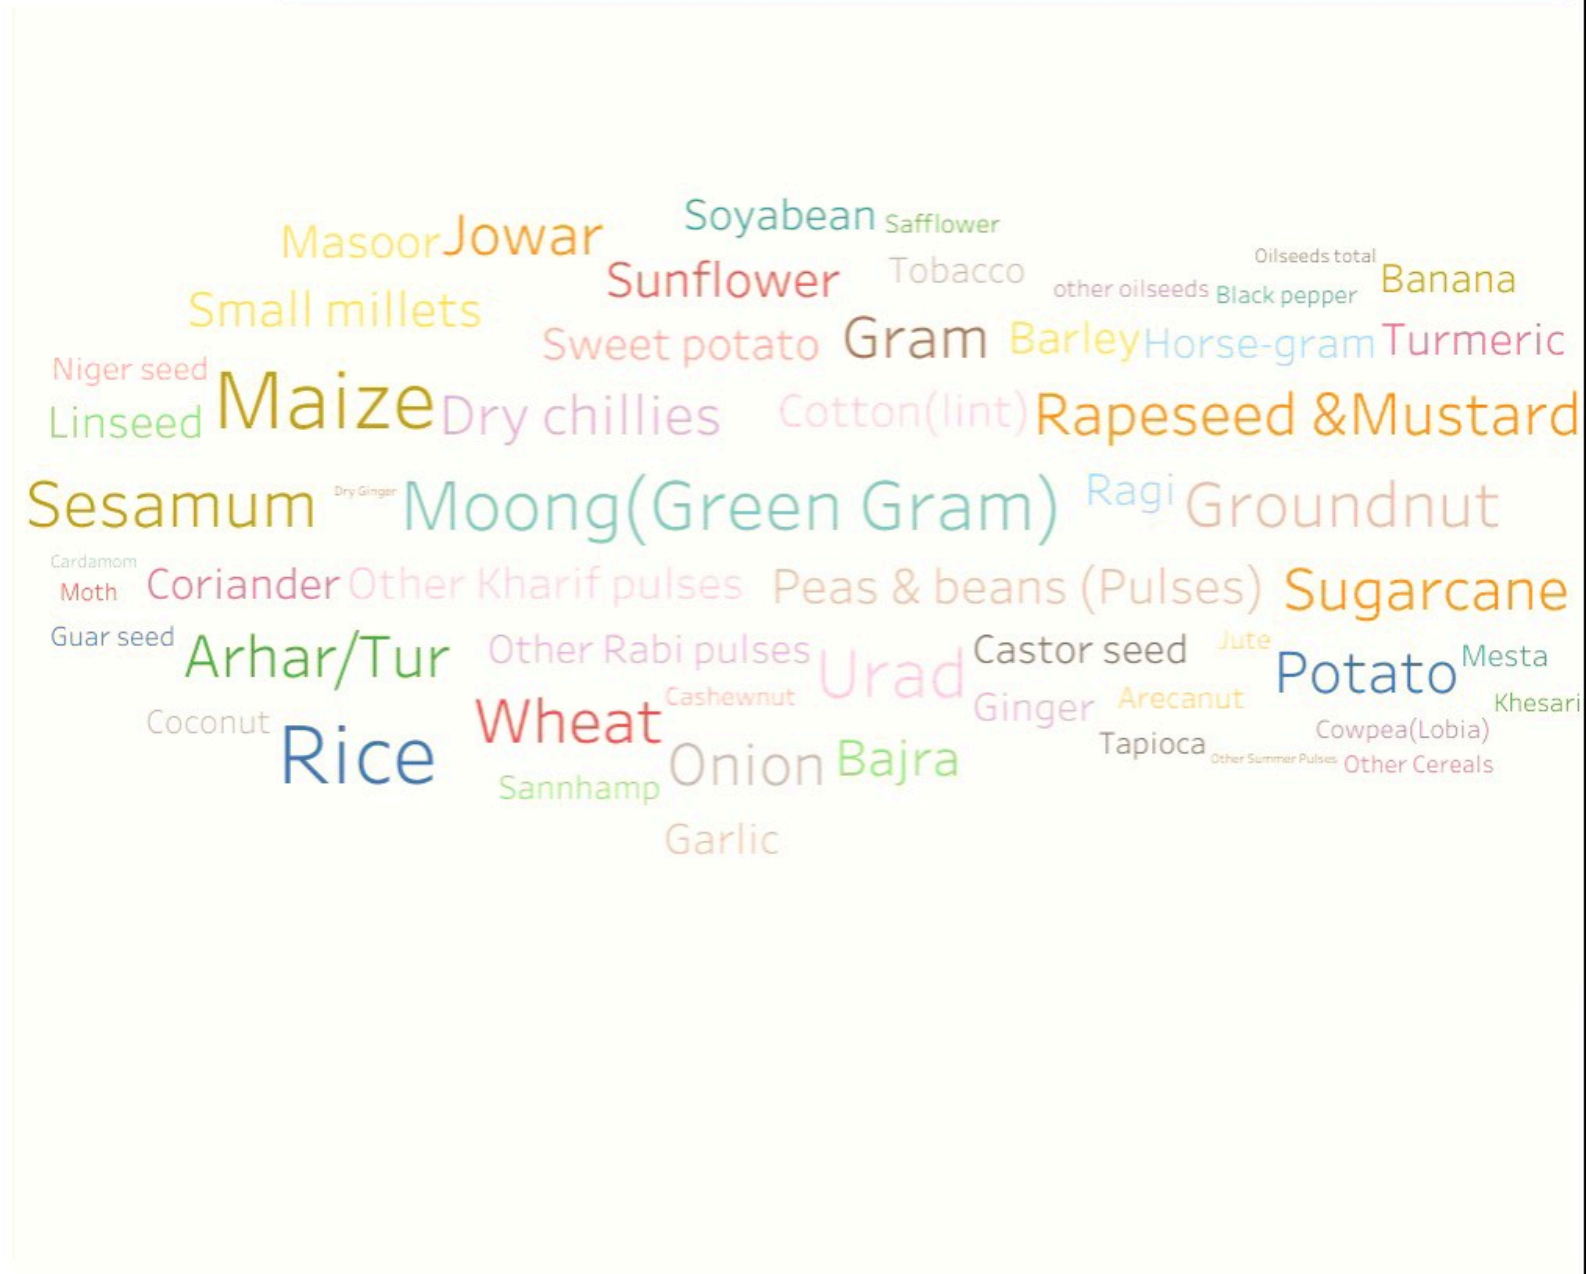 Soyabean Safflower
Masoor Jowar
Oilseeds total
Sunflower Tobacco other oilseeds Black pepper Banana
Small millets
Sweet potato Gram Barley Horse-gram Turmeric
Niger seed
Linseed Maize Dry chillies Cotton(lint) Rapeseed &Mustard
Sesamum Dry Ginger Moong(Green Gram) Ragi Groundnut
Cardamom
Moth Coriander Other Kharif pulses Peas & beans (Pulses) Sugarcane
Guar seed Arhar/Tur Other Rabi pulses Urad Castor seed Jute Potato Mesta
Cashewnut Ginger Arecanut Khesari
Coconut Rice Wheat Onion Bajra Tapioca Cowpea(Lobia)
Other Summer Pulses Other Cereals
Sannhamp
Garlic